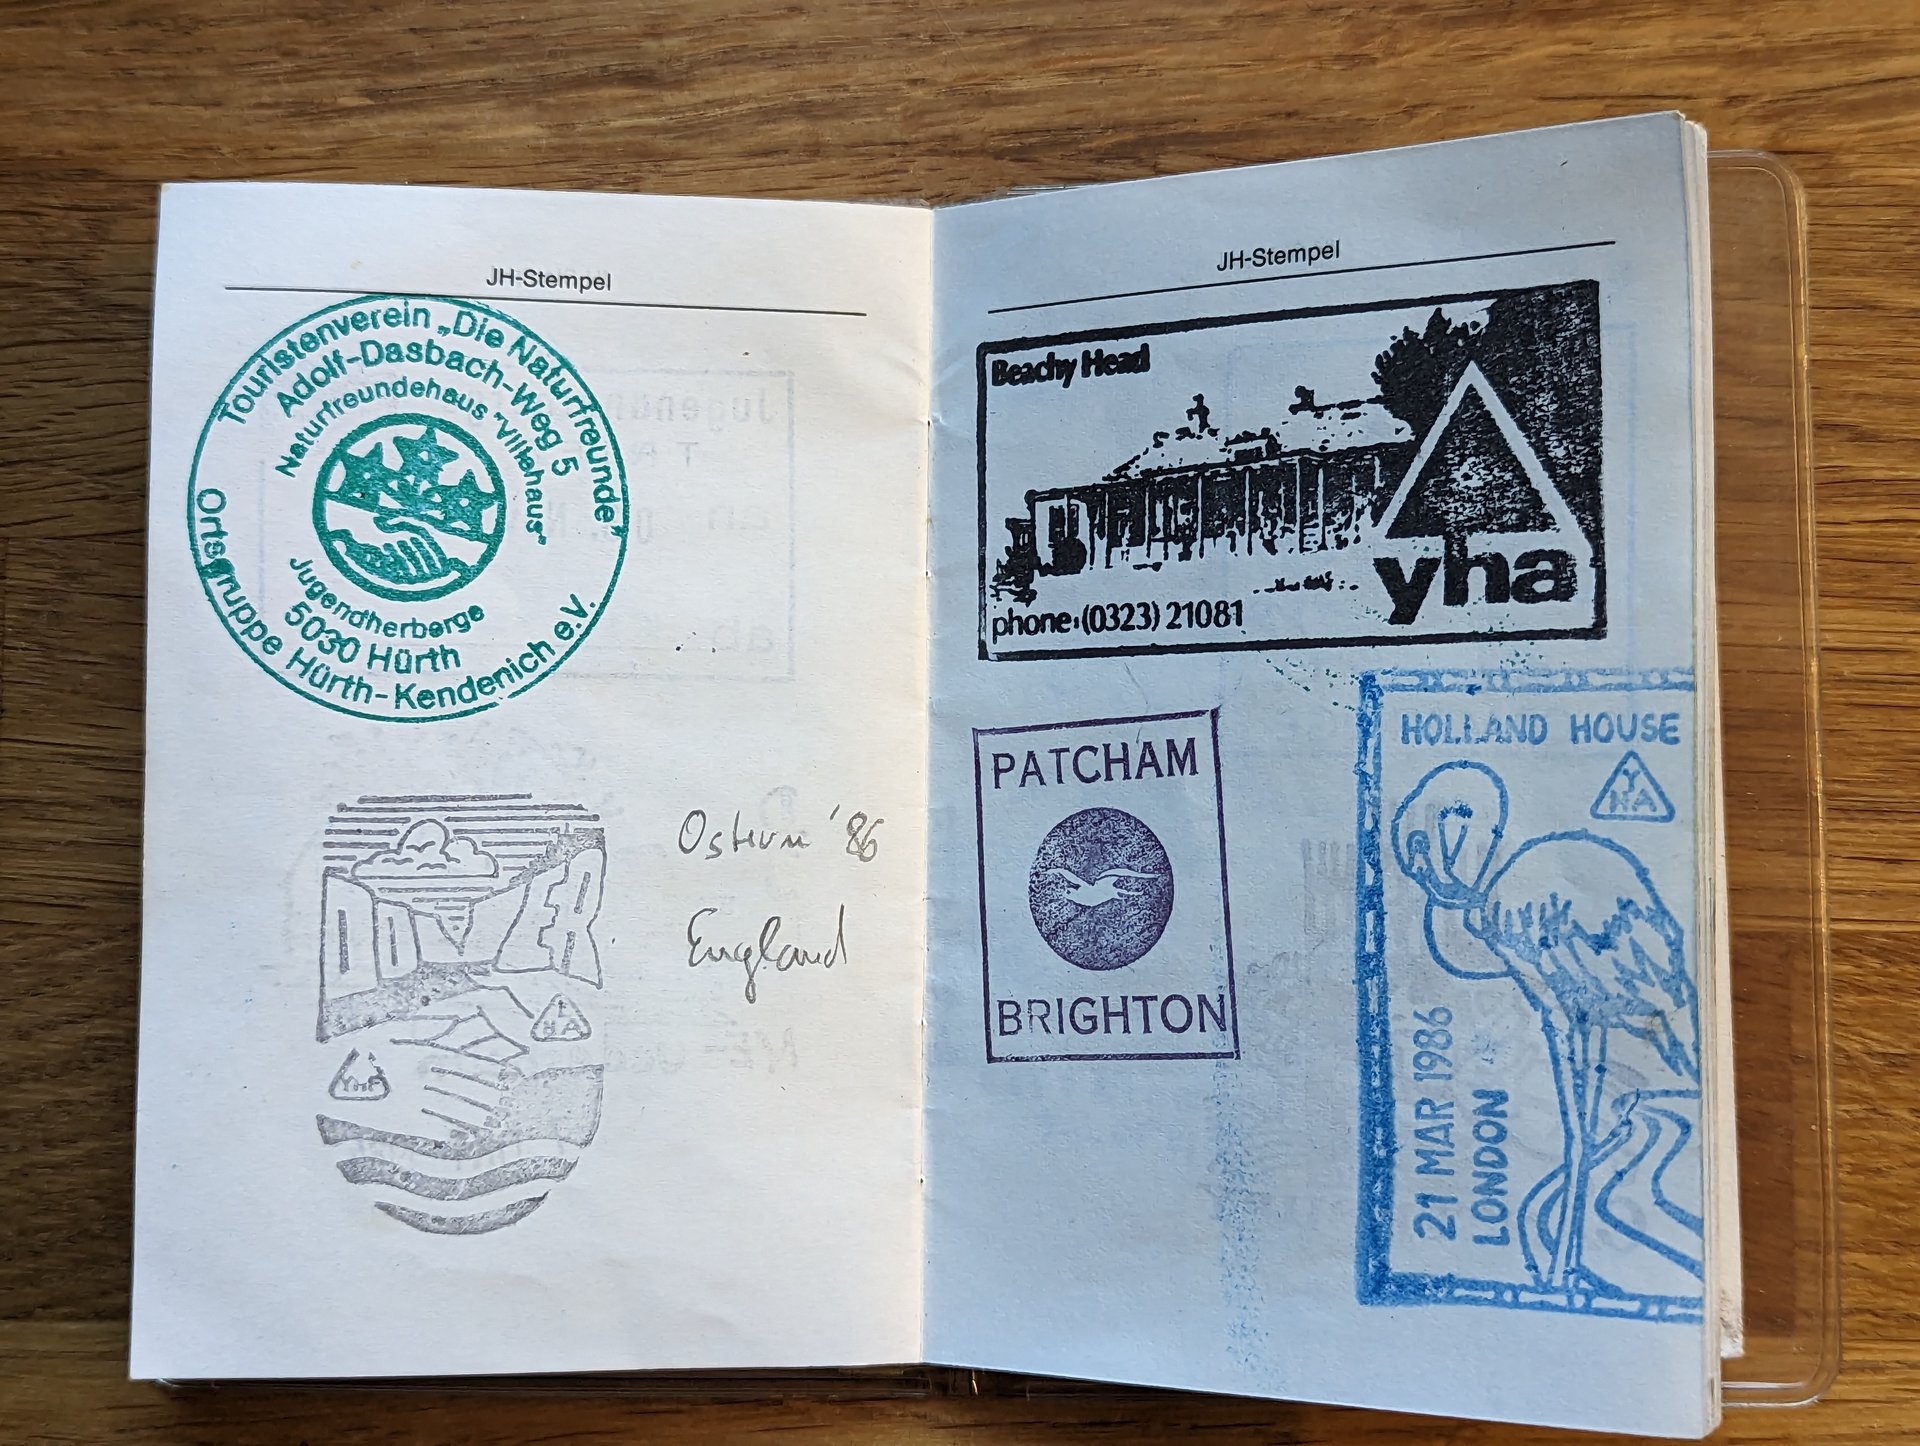 JH-Stempel
Touristenverein „Die Naturfreunde"
Adolf-Dasbach-Weg 5
Naturfreundehaus "Villehaus"
Jugendherberge
5030 Hürth
Ortsgruppe Hürth-Kendenich e.V.
Ostern '86
England
YHA
YHA
JH-Stempel
Beachy Head
yha
phone:(0323) 21081
PATCHAM
BRIGHTON
HOLLAND HOUSE
YHA
21 MAR 1986
LONDON